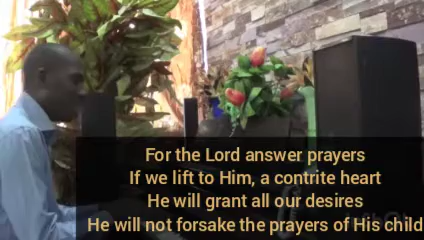 For the Lord answer prayers
If we lift to Him, a contrite heart
He will grant all our desires
He will not forsake the prayers of His child